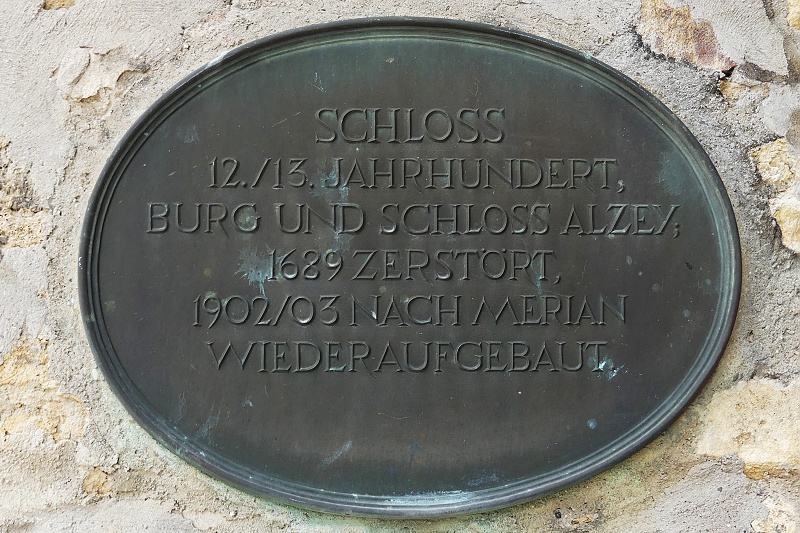 SCHLOSS
12./13. JAHRHUNDERT,
BURG UND SCHLOSS ALZEY,
1689 ZERSTÖRT,
1902/03 NACH MERIAN
WIEDERAUFGEBAUT.